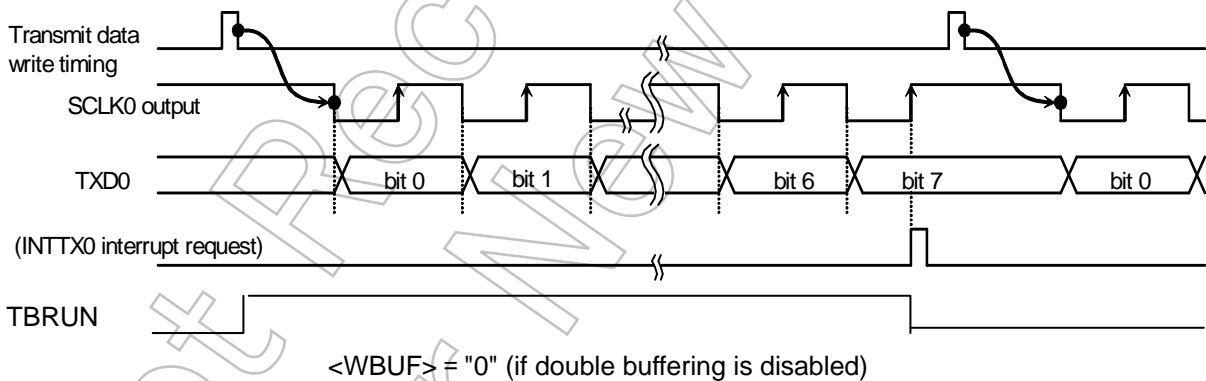 Transmit data
write timing
SCLK0 output
TXD0
bit 0 bit 1 bit 6 bit 7 bit 0
(INTTX0 interrupt request)
TBRUN
<WBUF> = "0" (if double buffering is disabled)